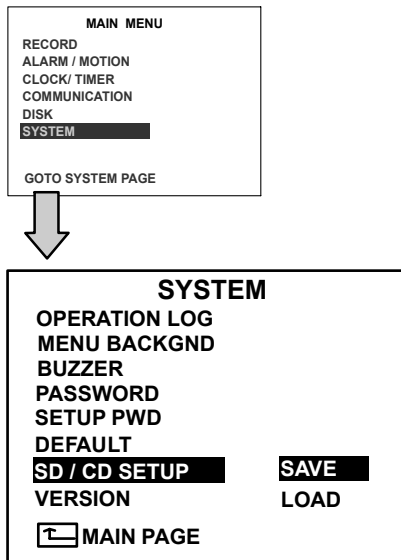 MAIN MENU
RECORD
ALARM / MOTION
CLOCK/ TIMER
COMMUNICATION
DISK
SYSTEM
GOTO SYSTEM PAGE
SYSTEM
OPERATION LOG
MENU BACKGND
BUZZER
PASSWORD
SETUP PWD
DEFAULT
SD / CD SETUP SAVE
VERSION LOAD
MAIN PAGE